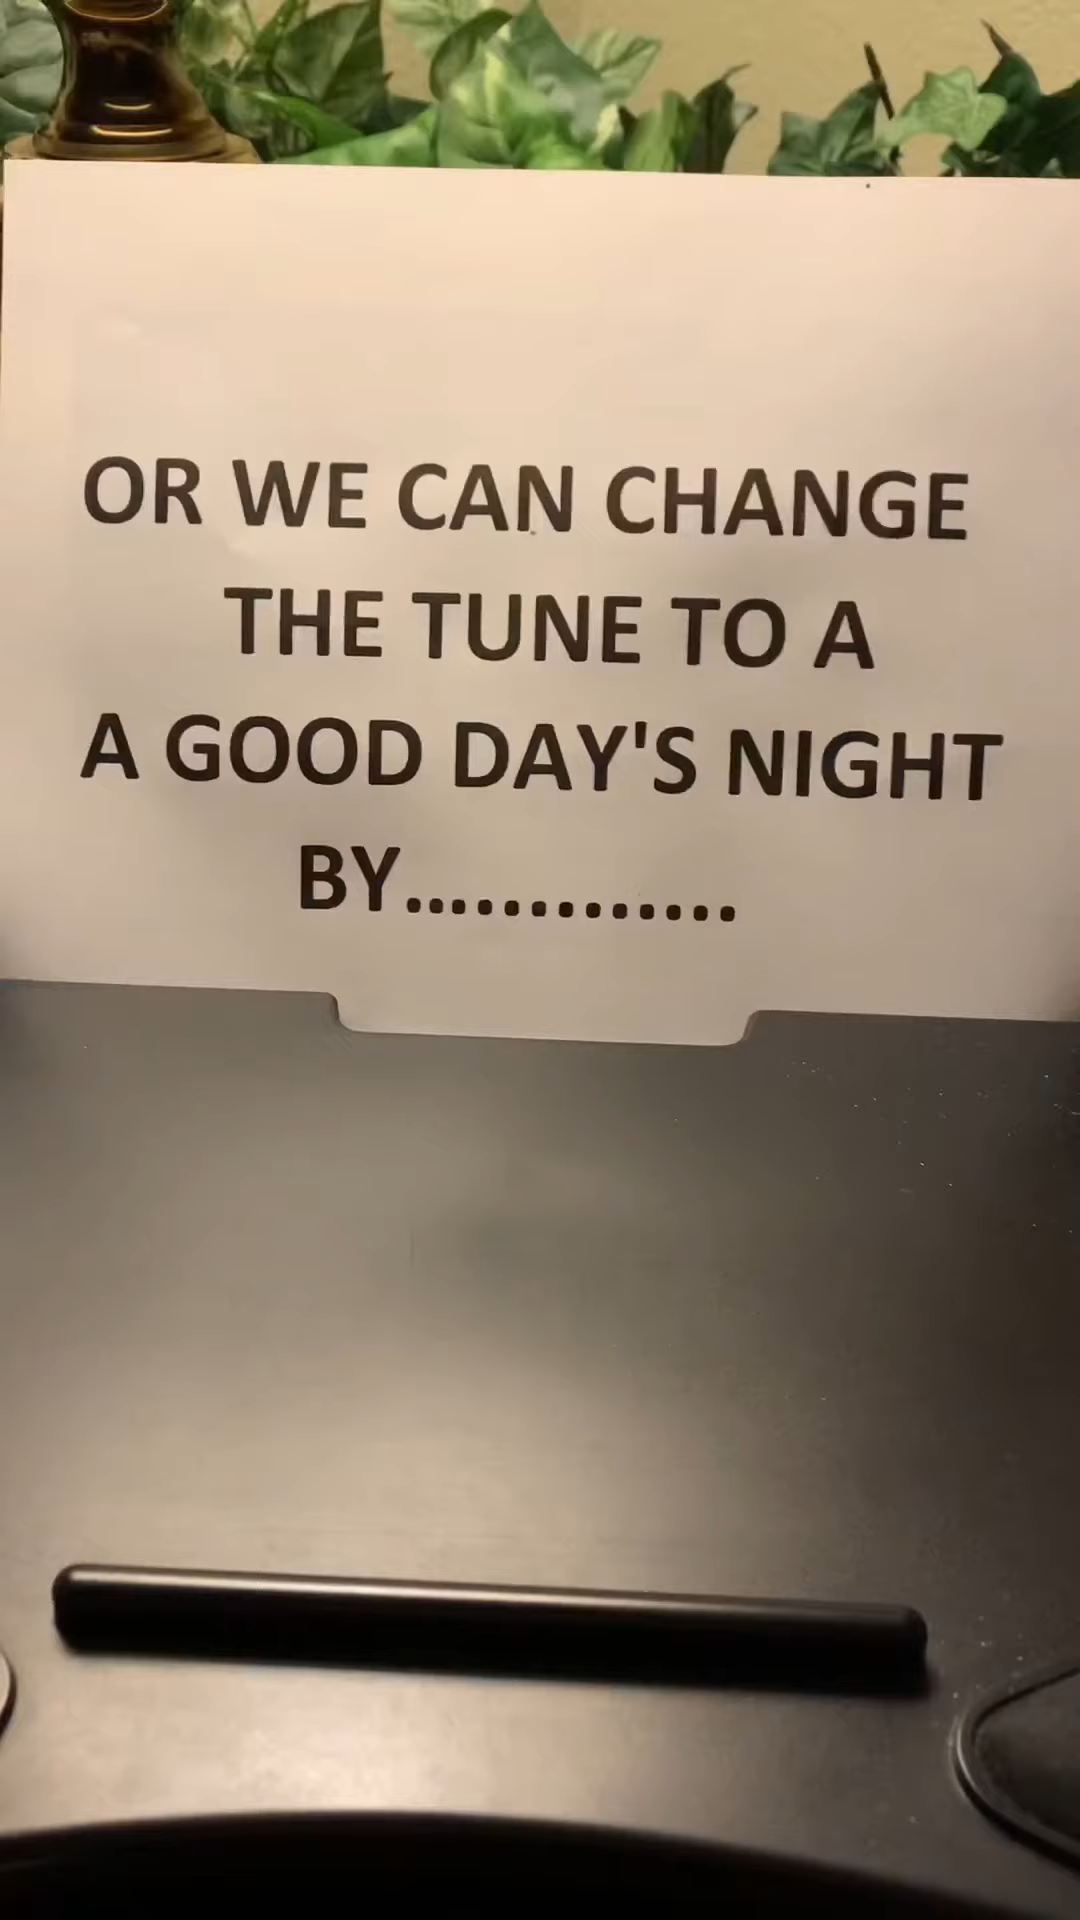 OR WE CAN CHANGE
THE TUNE TO A
A GOOD DAY'S NIGHT
BY.............